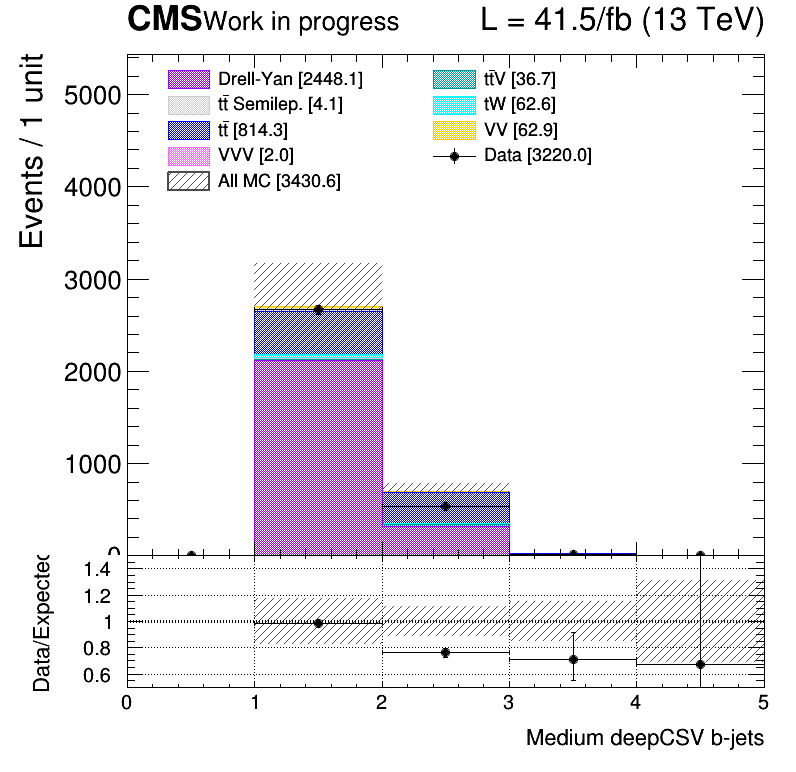 CMS Work in progress L = 41.5/fb (13 TeV)
Events / 1 unit
Drell-Yan [2448.1] tt̄V [36.7]
tt̄ Semilep. [4.1] tW [62.6]
tt̄ [814.3] VV [62.9]
VVV [2.0] Data [3220.0]
All MC [3430.6]
5000
4000
3000
2000
1000
0
Data/Expected
1.4
1.2
1
0.8
0.6
0 1 2 3 4 5
Medium deepCSV b-jets